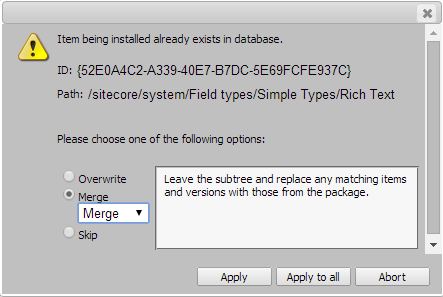 Item being installed already exists in database.
ID: {52E0A4C2-A339-40E7-B7DC-5E69FCFE937C}
Path: /sitecore/system/Field types/Simple Types/Rich Text
Please choose one of the following options:
Overwrite
Merge
Merge
Skip
Leave the subtree and replace any matching items
and versions with those from the package.
Apply
Apply to all
Abort